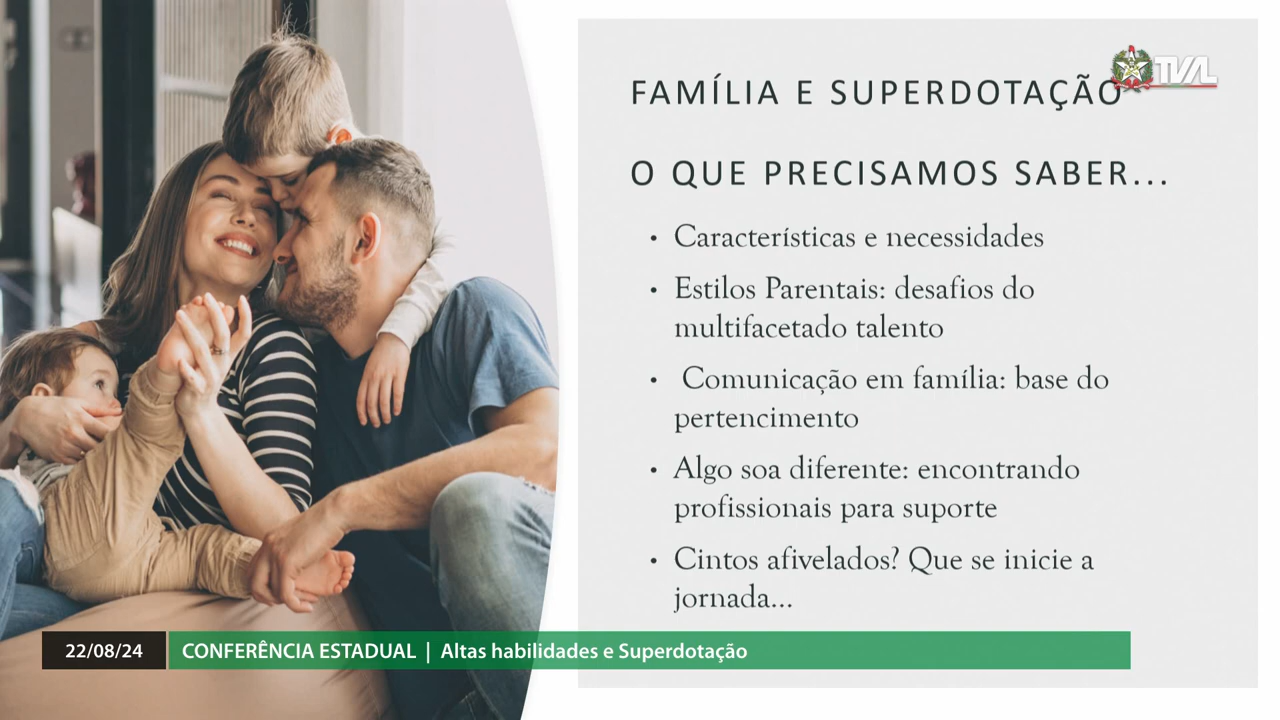 FAMÍLIA E SUPERDOTAÇÃO
TVAL
O QUE PRECISAMOS SABER...
• Características e necessidades
• Estilos Parentais: desafios do
multifacetado talento
• Comunicação em família: base do
pertencimento
• Algo soa diferente: encontrando
profissionais para suporte
• Cintos afivelados? Que se inicie a
jornada...
22/08/24 CONFERÊNCIA ESTADUAL | Altas habilidades e Superdotação